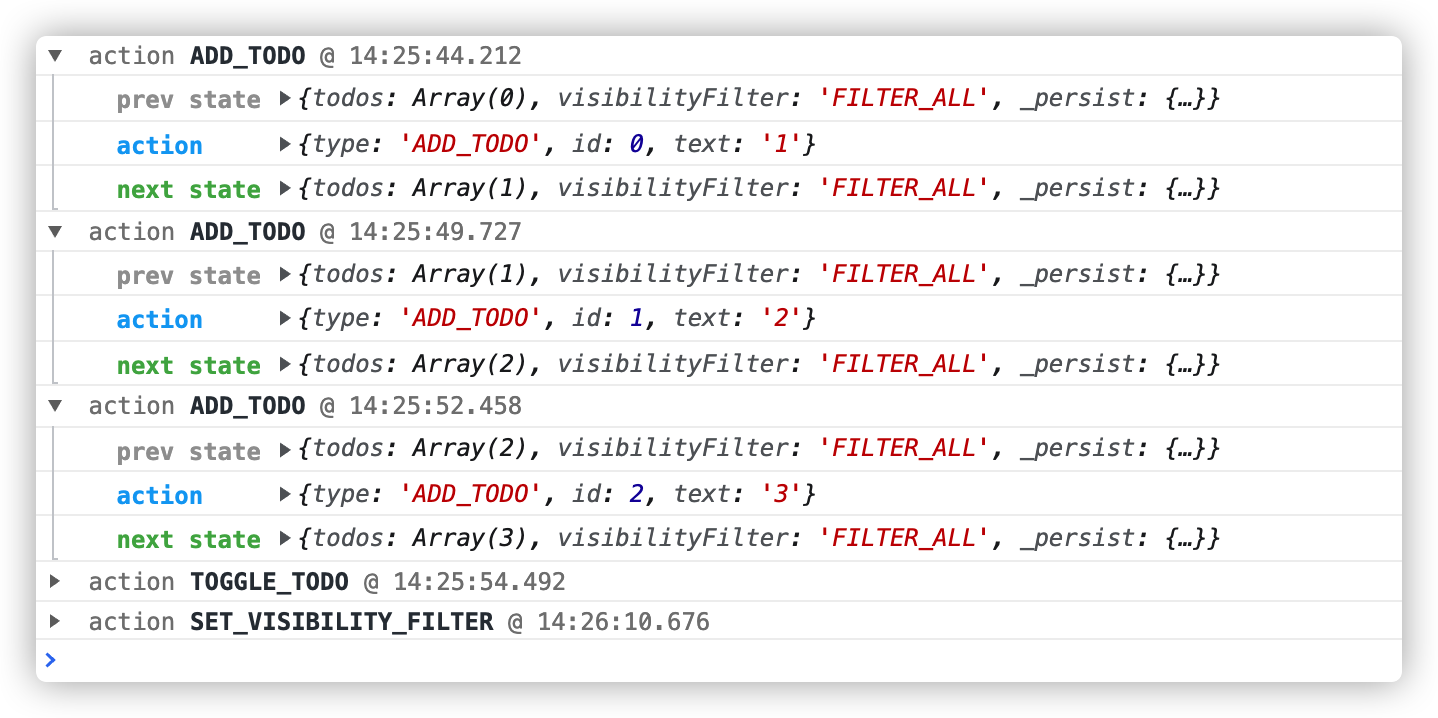 ▼ action ADD_TODO @ 14:25:44.212
prev state ▶{todos: Array(0), visibilityFilter: 'FILTER_ALL', _persist: {…}}
action ▶{type: 'ADD_TODO', id: 0, text: '1'}
next state ▶{todos: Array(1), visibilityFilter: 'FILTER_ALL', _persist: {…}}
▼ action ADD_TODO @ 14:25:49.727
prev state ▶{todos: Array(1), visibilityFilter: 'FILTER_ALL', _persist: {…}}
action ▶{type: 'ADD_TODO', id: 1, text: '2'}
next state ▶{todos: Array(2), visibilityFilter: 'FILTER_ALL', _persist: {…}}
▼ action ADD_TODO @ 14:25:52.458
prev state ▶{todos: Array(2), visibilityFilter: 'FILTER_ALL', _persist: {…}}
action ▶{type: 'ADD_TODO', id: 2, text: '3'}
next state ▶{todos: Array(3), visibilityFilter: 'FILTER_ALL', _persist: {…}}
▶ action TOGGLE_TODO @ 14:25:54.492
▶ action SET_VISIBILITY_FILTER @ 14:26:10.676
>